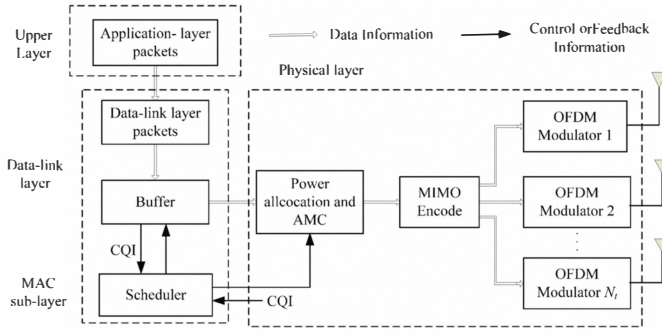 Upper
Layer
Application- layer
packets
Data Information
Control orFeedback
Information
Physical layer
Data-link layer
packets
Data-link
layer
Buffer
CQI
MAC
sub-layer
Scheduler
CQI
Power
allcocation and
AMC
MIMO
Encode
OFDM
Modulator 1
OFDM
Modulator 2
⋮
OFDM
Modulator Nt